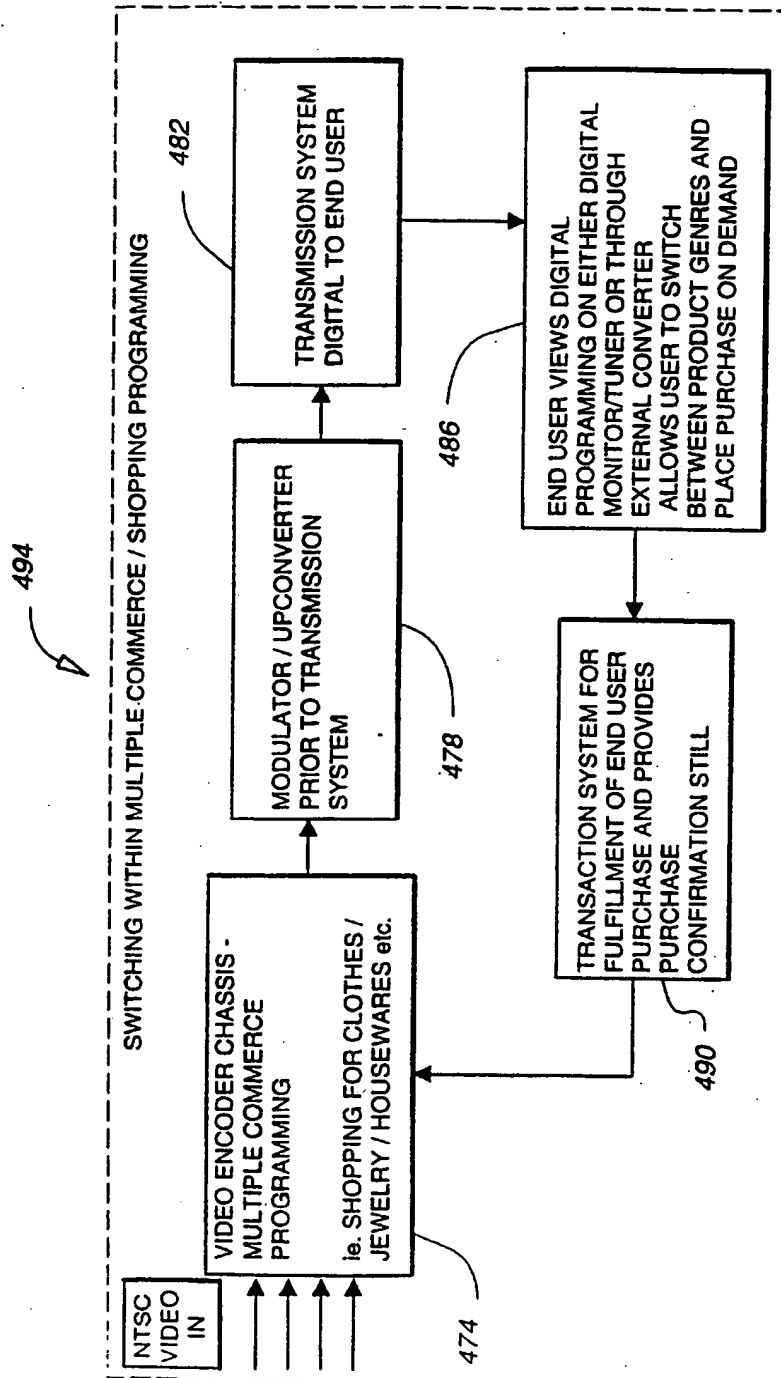 494
SWITCHING WITHIN MULTIPLE COMMERCE / SHOPPING PROGRAMMING
NTSC
VIDEO
IN
VIDEO ENCODER CHASSIS -
MULTIPLE COMMERCE
PROGRAMMING
ie. SHOPPING FOR CLOTHES /
JEWELRY / HOUSEWARES etc.
474
MODULATOR / UPCONVERTER
PRIOR TO TRANSMISSION
SYSTEM
478
TRANSMISSION SYSTEM
DIGITAL TO END USER
482
END USER VIEWS DIGITAL
PROGRAMMING ON EITHER DIGITAL
MONITOR/TUNER OR THROUGH
EXTERNAL CONVERTER
ALLOWS USER TO SWITCH
BETWEEN PRODUCT GENRES AND
PLACE PURCHASE ON DEMAND
486
TRANSACTION SYSTEM FOR
FULFILLMENT OF END USER
PURCHASE AND PROVIDES
PURCHASE
CONFIRMATION STILL
490